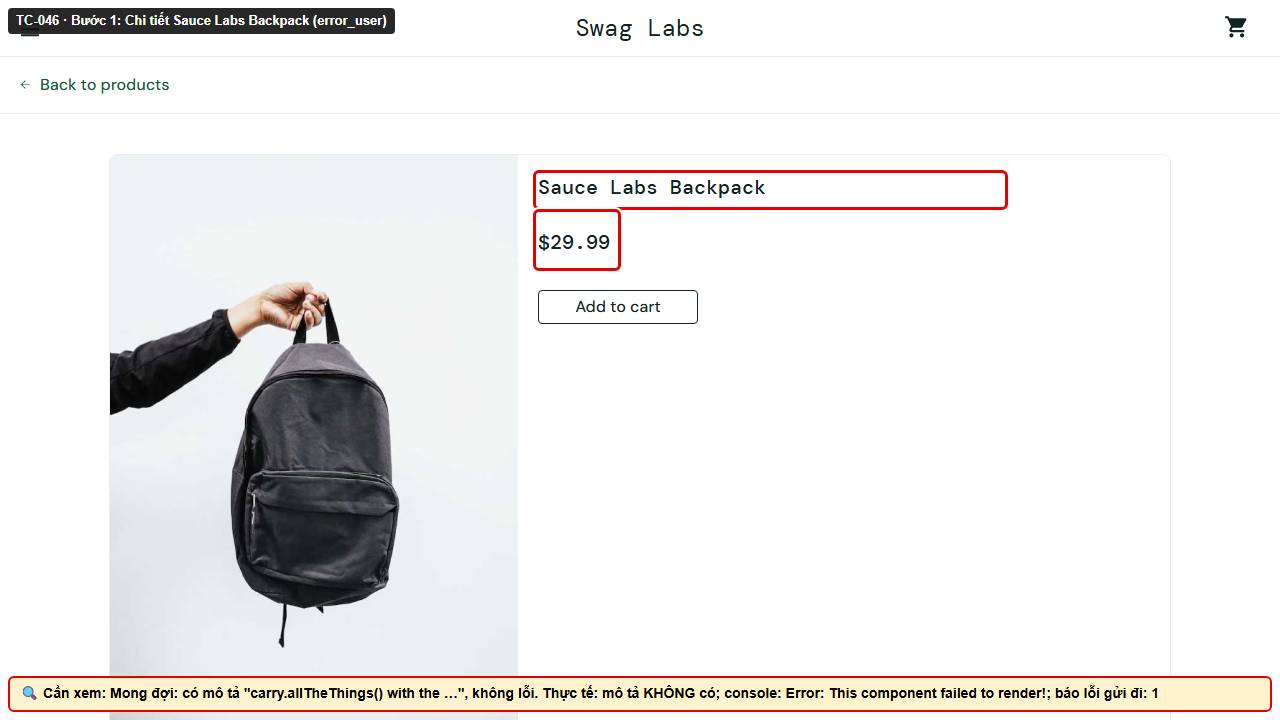 TC-046 · Bước 1: Chi tiết Sauce Labs Backpack (error_user)
Swag Labs
Back to products
Sauce Labs Backpack
$29.99
Add to cart
Cần xem: Mong đợi: có mô tả "carry.allTheThings() with the …", không lỗi. Thực tế: mô tả KHÔNG có; console: Error: This component failed to render!; báo lỗi gửi đi: 1